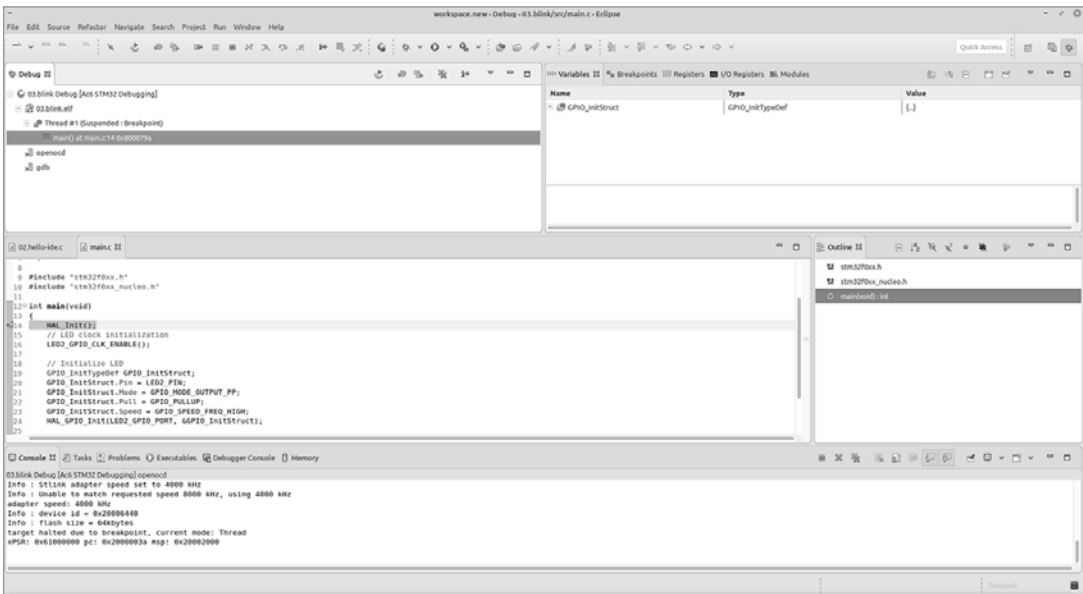 workspace.new - Debug - 03.blink/src/main.c - Eclipse
File Edit Source Refactor Navigate Search Project Run Window Help
Quick Access
Debug
03.blink Debug [Ac6 STM32 Debugging]
03.blink.elf
Thread #1 (Suspended : Breakpoint)
main() at main.c:14 0x800079a
openocd
gdb
Variables Breakpoints Registers I/O Registers Modules
Name Type Value
GPIO_InitStruct GPIO_InitTypeDef {...}
02.hello-ide.c main.c
8
9 #include "stm32f0xx.h"
10 #include "stm32f0xx_nucleo.h"
11
12 int main(void)
13 {
14 HAL_Init();
15 // LED clock initialization
16 LED2_GPIO_CLK_ENABLE();
17
18 // Initialize LED
19 GPIO_InitTypeDef GPIO_InitStruct;
20 GPIO_InitStruct.Pin = LED2_PIN;
21 GPIO_InitStruct.Mode = GPIO_MODE_OUTPUT_PP;
22 GPIO_InitStruct.Pull = GPIO_PULLUP;
23 GPIO_InitStruct.Speed = GPIO_SPEED_FREQ_HIGH;
24 HAL_GPIO_Init(LED2_GPIO_PORT, &GPIO_InitStruct);
25
Outline
stm32f0xx.h
stm32f0xx_nucleo.h
main(void) : int
Console Tasks Problems Executables Debugger Console Memory
03.blink Debug [Ac6 STM32 Debugging] openocd
Info : Stlink adapter speed set to 4000 kHz
Info : Unable to match requested speed 8000 kHz, using 4000 kHz
adapter speed: 4000 kHz
Info : device id = 0x20006440
Info : flash size = 64kbytes
target halted due to breakpoint, current mode: Thread
xPSR: 0x61000000 pc: 0x2000003a msp: 0x20002000
Stopped